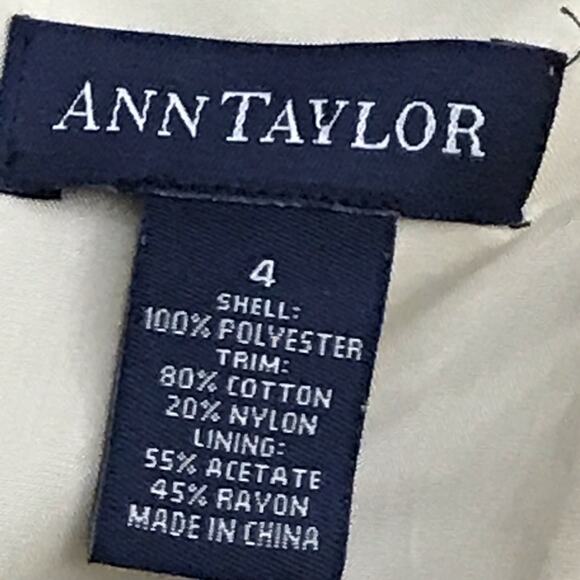 ANN TAYLOR
4
SHELL:
100% POLYESTER
TRIM:
80% COTTON
20% NYLON
LINING:
55% ACETATE
45% RAYON
MADE IN CHINA